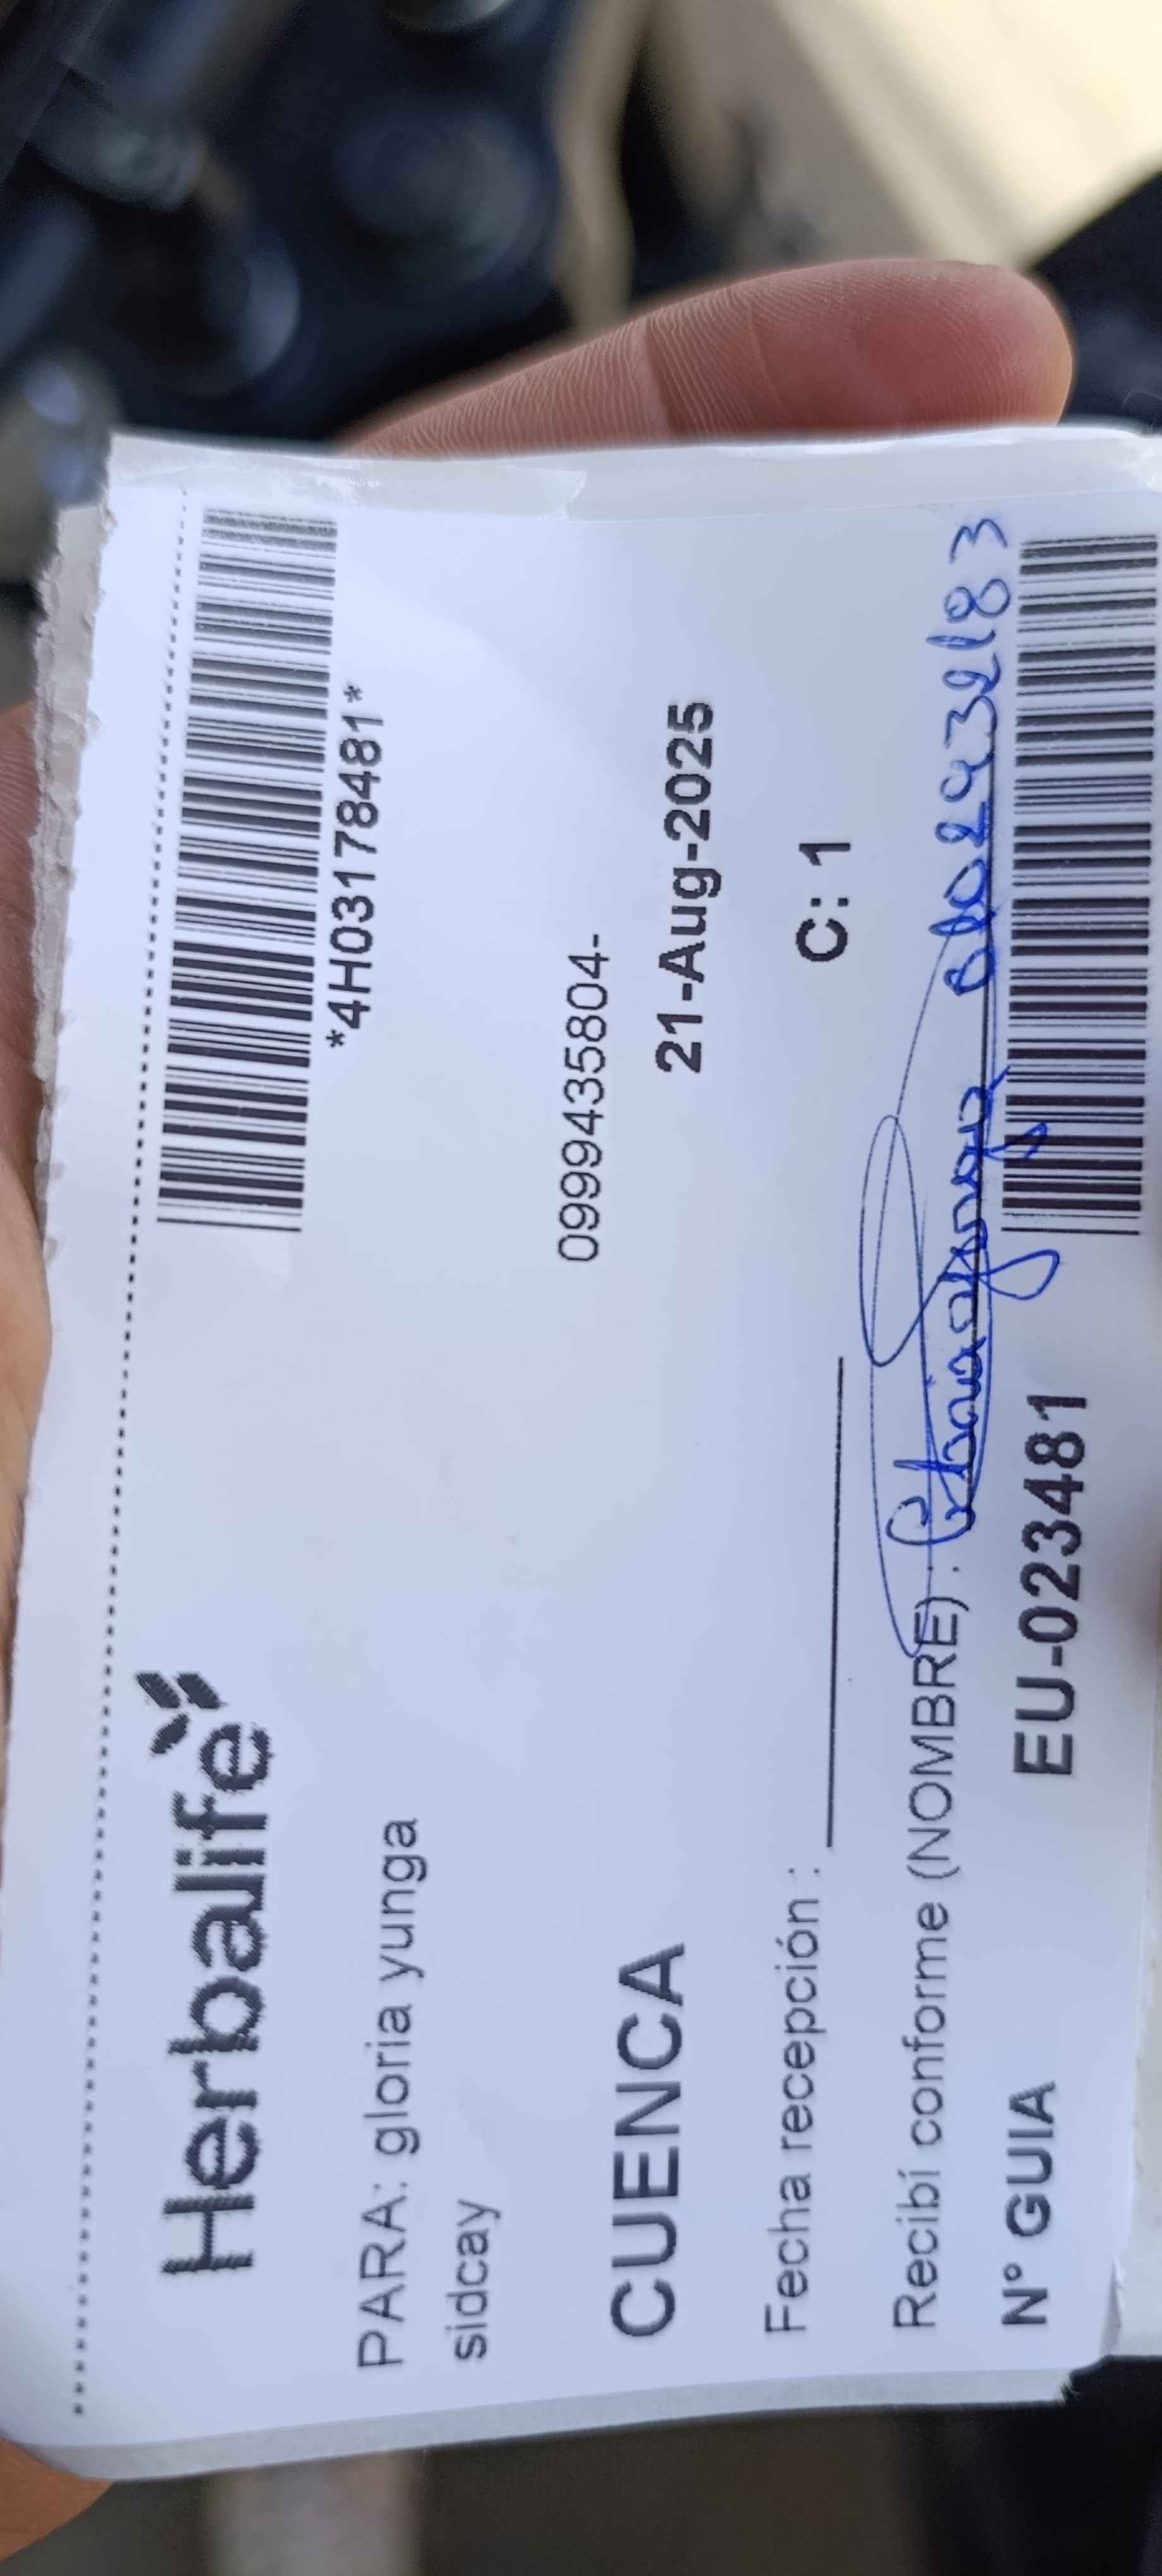 Herbalife
*4H03178481*
PARA: gloria yunga
sidcay
0999435804-
CUENCA
21-Aug-2025
Fecha recepción :
C: 1
Recibí conforme (NOMBRE) :
N° GUIA
EU-023481